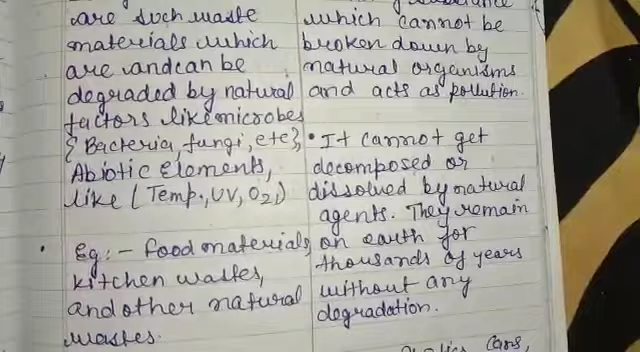 are such waste
materials which
are and can be
degraded by natural
factors like microbes
{ Bacteria, fungi, etc },
Abiotic elements,
like ( Temp., UV, O2,)
• Eg:- food materials,
kitchen wastes,
and other natural
wastes.
which cannot be
broken down by
natural organisms
and acts as pollution.
• It cannot get
decomposed or
dissolved by natural
agents. They remain
on earth for
thousands of years
without any
degradation.
cans,